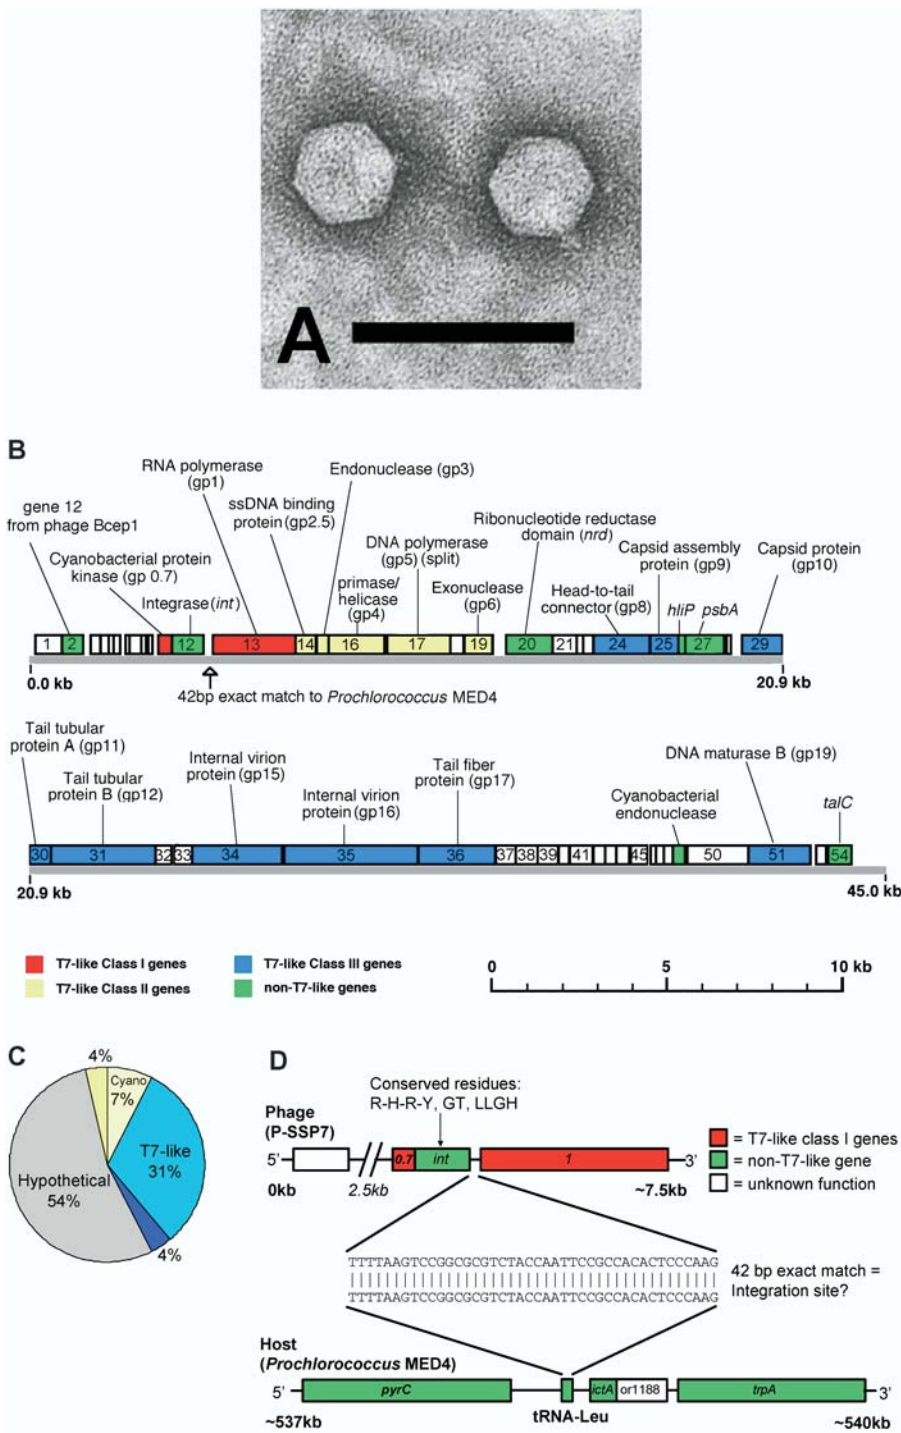 A
B
RNA polymerase
(gp1)
Endonuclease (gp3)
gene 12
from phage Bcep1
ssDNA binding
protein (gp2.5)
Cyanobacterial protein
kinase (gp 0.7)
Integrase (int)
primase/
helicase
(gp4)
DNA polymerase
(gp5) (split)
Exonuclease
(gp6)
Ribonucleotide reductase
domain (nrd)
Head-to-tail
connector (gp8)
Capsid assembly
protein (gp9)
hliP psbA
Capsid protein
(gp10)
1 2 12 13 14 16 17 19 20 21 24 25 27 29
0.0 kb
20.9 kb
42bp exact match to Prochlorococcus MED4
Tail tubular
protein A (gp11)
Tail tubular
protein B (gp12)
Internal virion
protein (gp15)
Internal virion
protein (gp16)
Tail fiber
protein (gp17)
Cyanobacterial
endonuclease
DNA maturase B (gp19)
talC
30 31 32 33 34 35 36 37 38 39 41 45 50 51 54
20.9 kb
45.0 kb
T7-like Class I genes
T7-like Class II genes
T7-like Class III genes
non-T7-like genes
0 5 10 kb
C
4%
Cyano
7%
T7-like
31%
Hypothetical
54%
4%
D
Conserved residues:
R-H-R-Y, GT, LLGH
Phage
(P-SSP7)
5’ 0.7 int 1 3’
0kb 2.5kb ~7.5kb
= T7-like class I genes
= non-T7-like gene
= unknown function
TTTTAAGTCCGGCGCGTCTACCAATTCCGCCACACTCCCAAG
TTTTAAGTCCGGCGCGTCTACCAATTCCGCCACACTCCCAAG
42 bp exact match =
Integration site?
Host
(Prochlorococcus MED4)
5’ pyrC ictA or1188 trpA 3’
tRNA-Leu
~537kb ~540kb